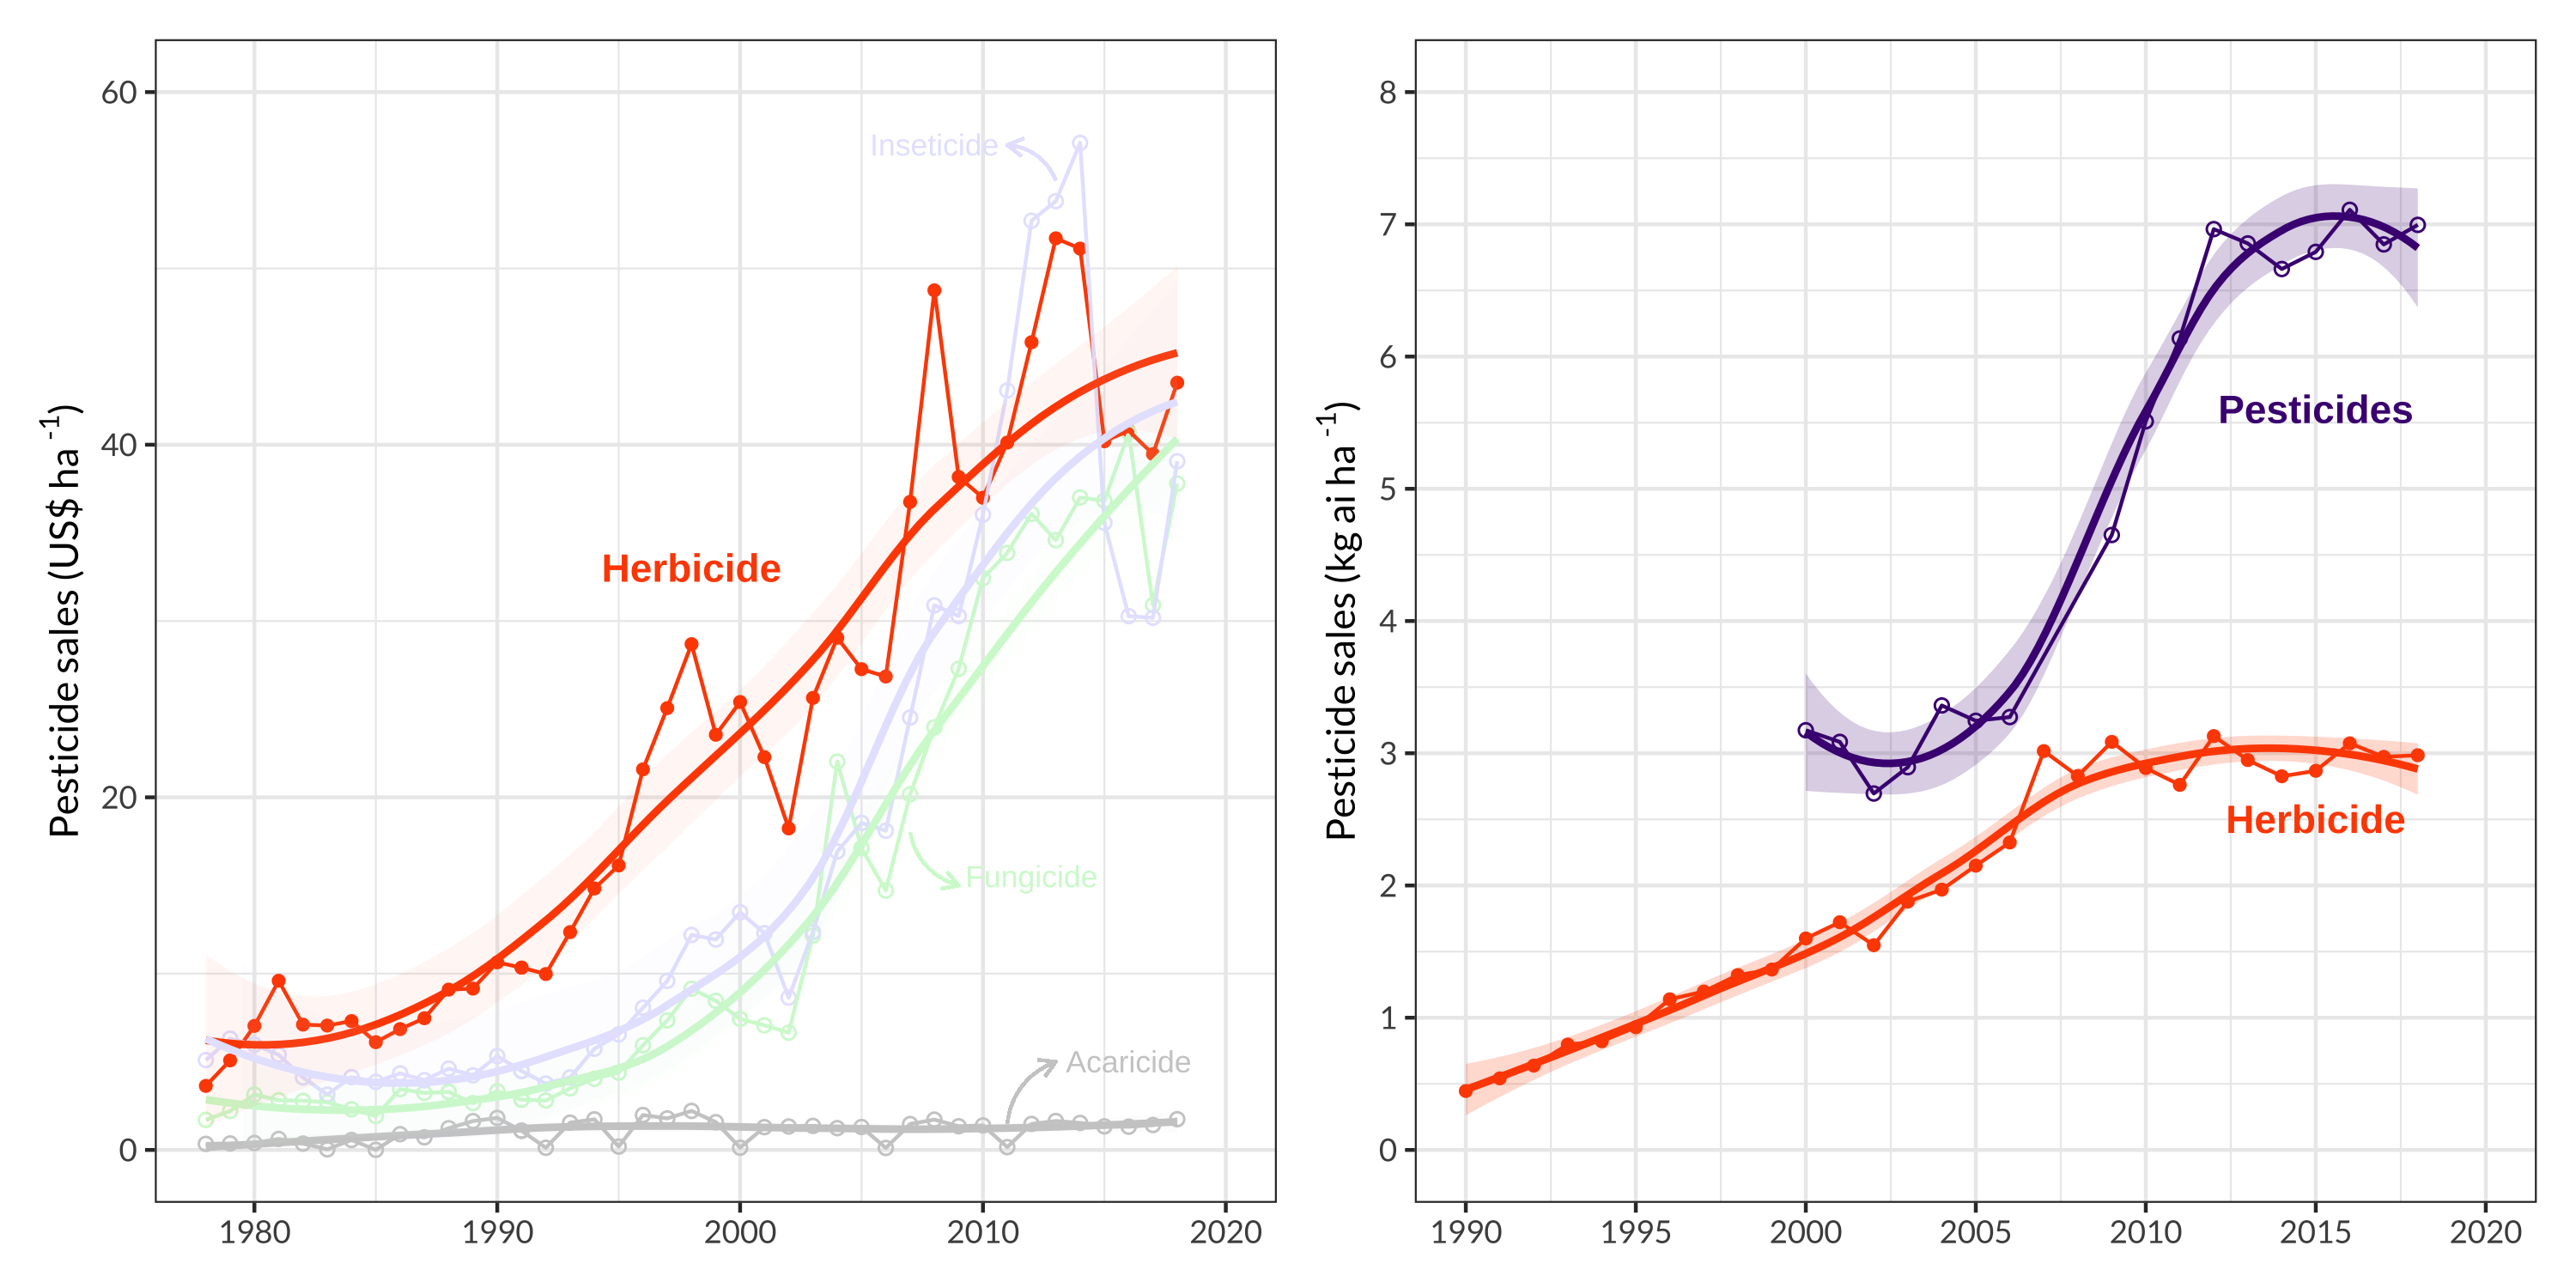 Pesticide sales (US$ ha -1)
60
40
20
0
1980 1990 2000 2010 2020
Inseticide
Herbicide
Fungicide
Acaricide
Pesticide sales (kg ai ha -1)
8
7
6
5
4
3
2
1
0
1990 1995 2000 2005 2010 2015 2020
Pesticides
Herbicide